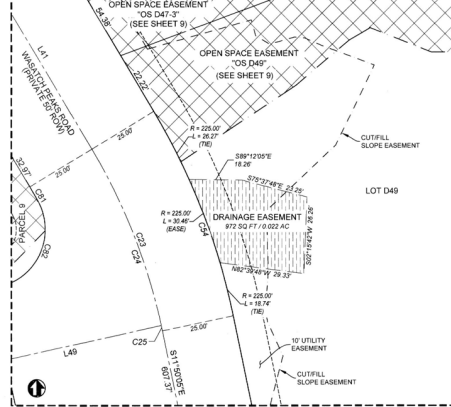 OPEN SPACE EASEMENT
"OS D47-3"
(SEE SHEET 9)
54.38'
L41
WASATCH PEAKS ROAD
(PRIVATE 50' ROW)
22.22'
OPEN SPACE EASEMENT
"OS D49"
(SEE SHEET 9)
25.00'
R = 225.00'
L = 26.27'
(TIE)
CUT/FILL
SLOPE EASEMENT
S89°12'05"E
18.26'
25.00'
32.97'
C61
PARCEL 9
C62
S75°37'48"E 23.25'
LOT D49
R = 225.00'
L = 30.46'
(EASE)
C54
DRAINAGE EASEMENT
972 SQ FT / 0.022 AC
S02°15'42"W 26.26'
C23
C24
N82°39'48"W 29.33'
R = 225.00'
L = 18.74'
(TIE)
25.00'
C25
L49
S11°50'05"E
607.37'
10' UTILITY
EASEMENT
CUT/FILL
SLOPE EASEMENT